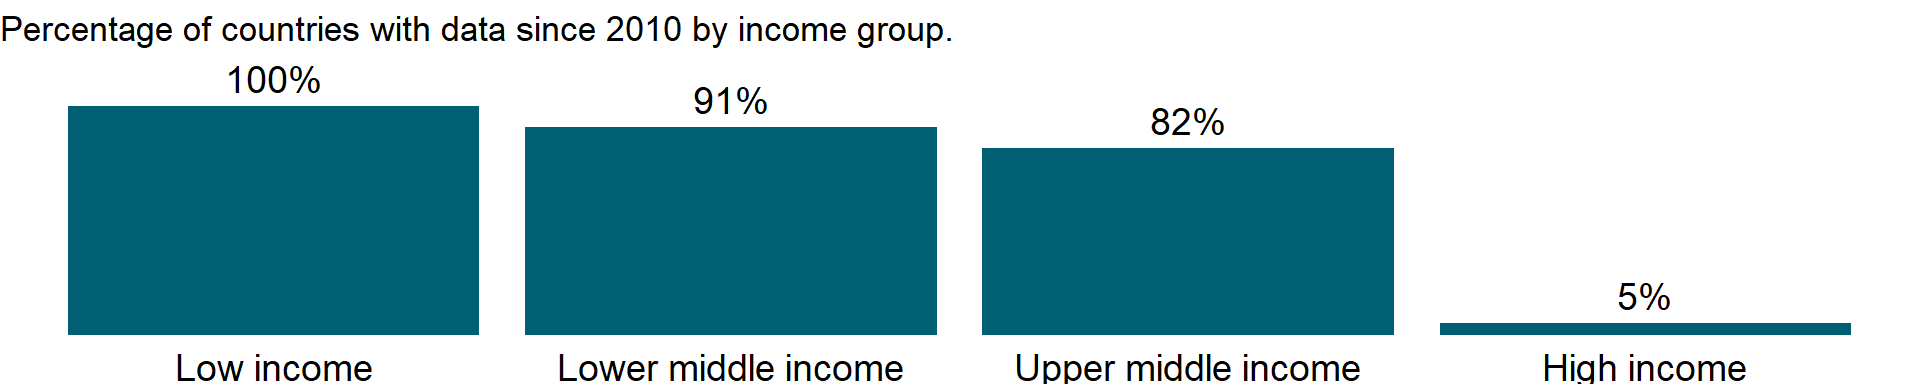 Percentage of countries with data since 2010 by income group.
100%
91%
82%
5%
Low income
Lower middle income
Upper middle income
High income